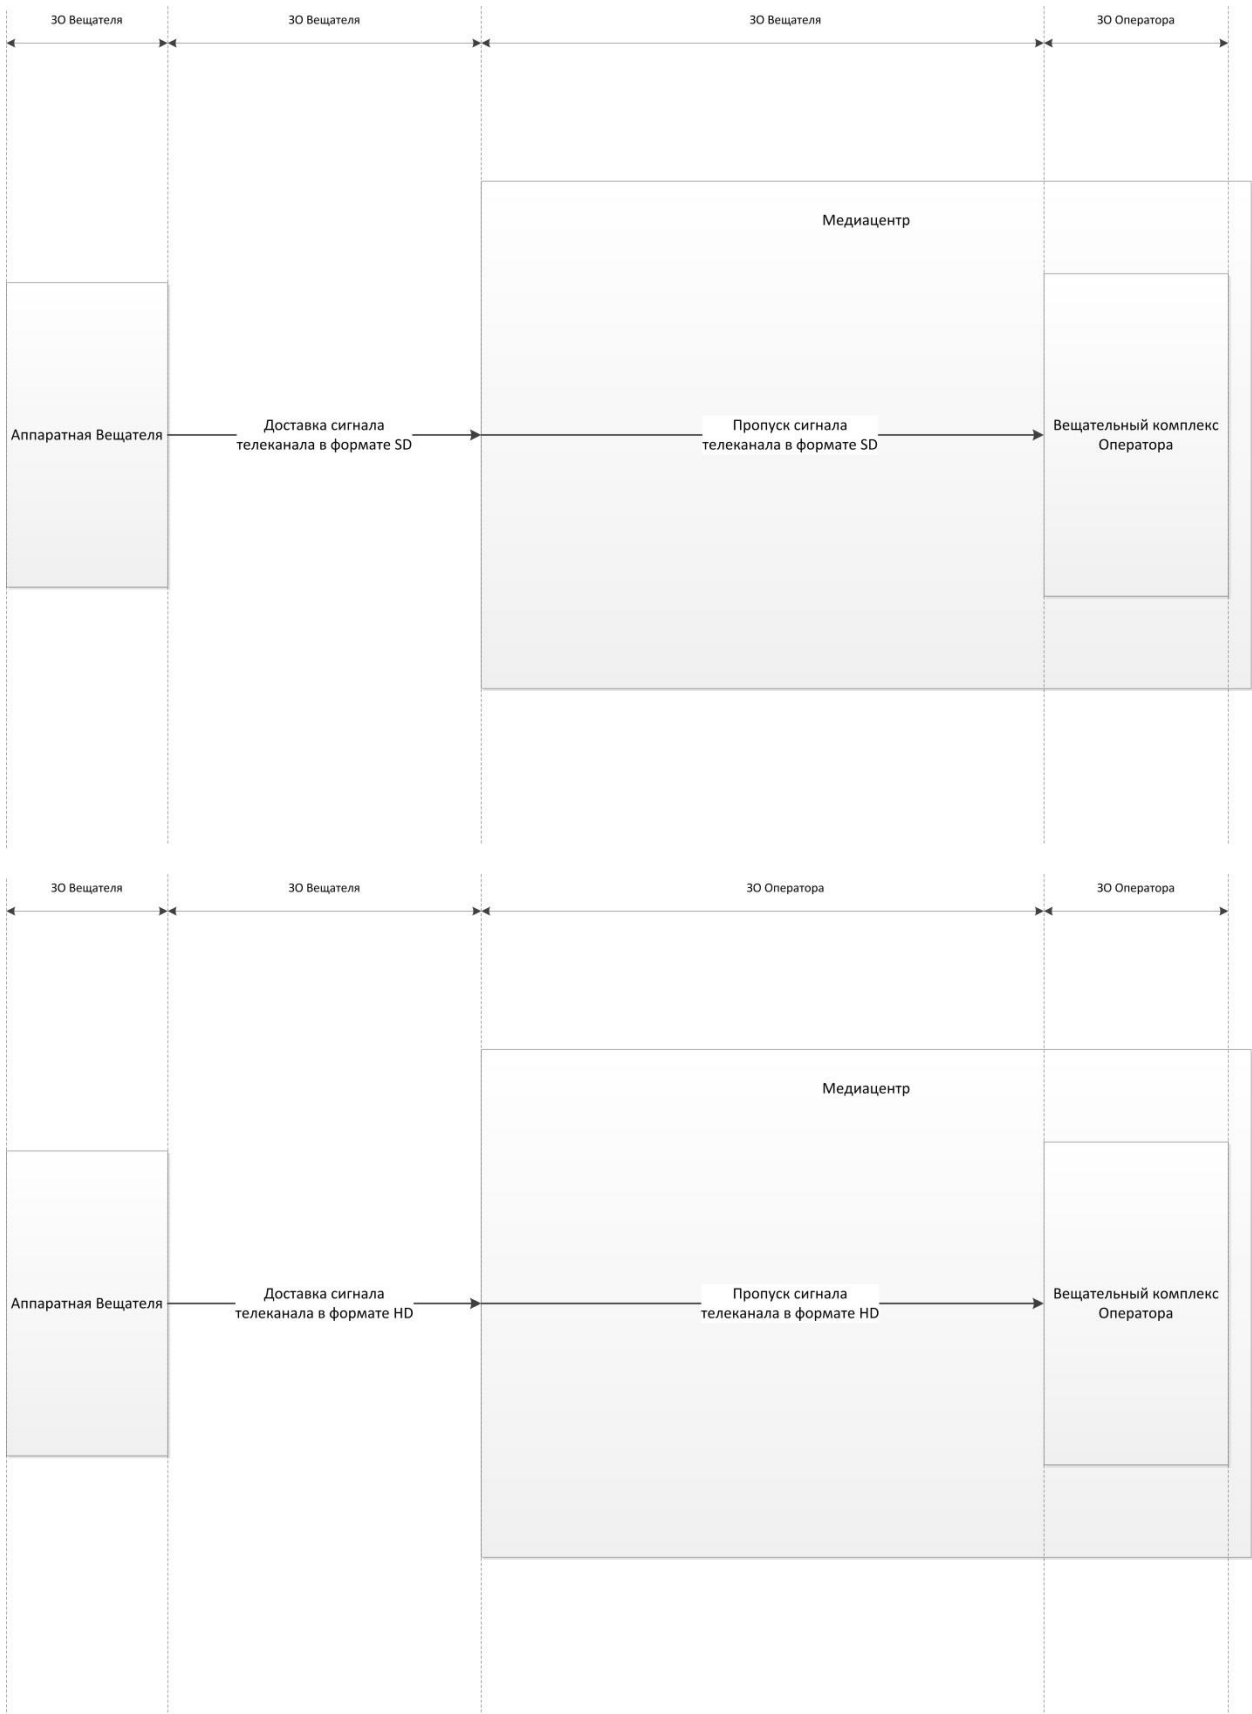 ЗО Вещателя
ЗО Вещателя
ЗО Вещателя
ЗО Оператора
Медиацентр
Аппаратная Вещателя
Доставка сигнала
телеканала в формате SD
Пропуск сигнала
телеканала в формате SD
Вещательный комплекс
Оператора
ЗО Вещателя
ЗО Вещателя
ЗО Оператора
ЗО Оператора
Медиацентр
Аппаратная Вещателя
Доставка сигнала
телеканала в формате HD
Пропуск сигнала
телеканала в формате HD
Вещательный комплекс
Оператора